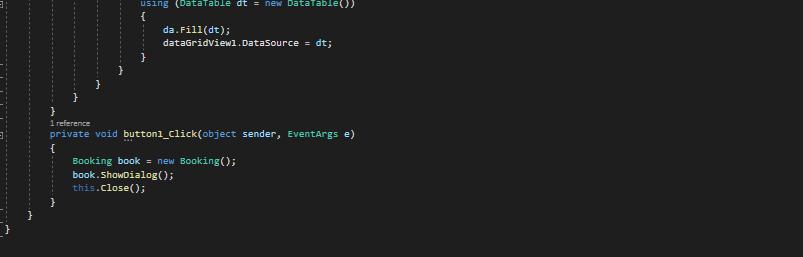 using (DataTable dt = new DataTable())
{
da.Fill(dt);
dataGridView1.DataSource = dt;
}
}
}
}
}
1 reference
private void button1_Click(object sender, EventArgs e)
{
Booking book = new Booking();
book.ShowDialog();
this.Close();
}
}
}